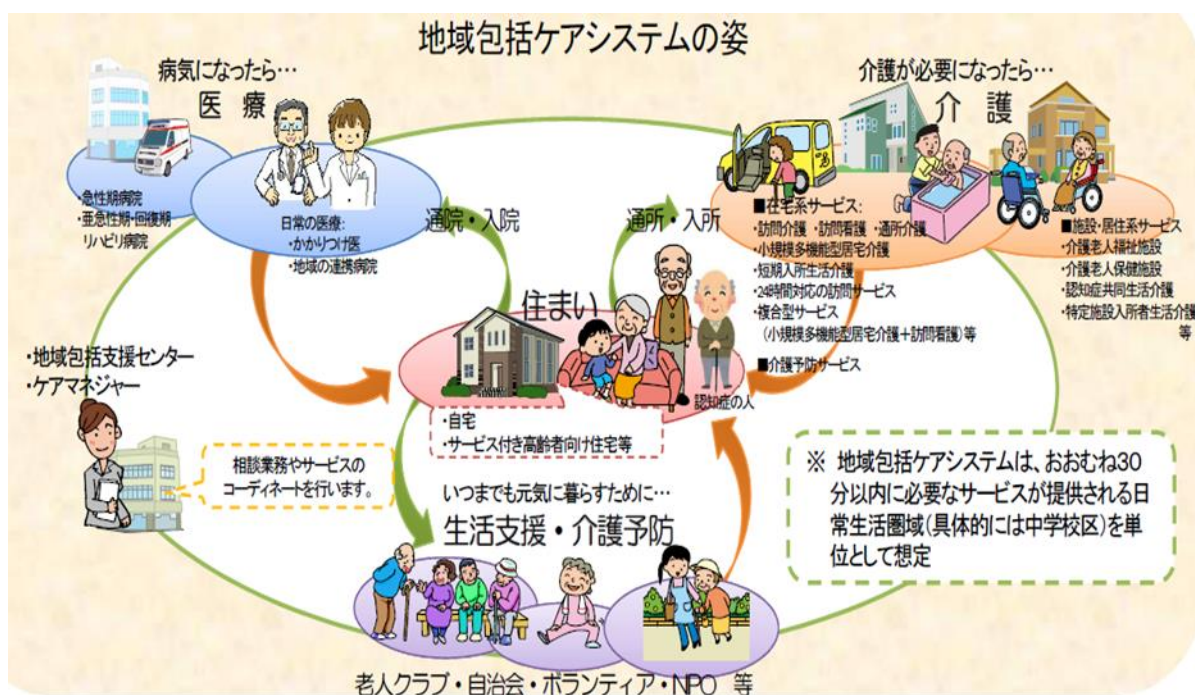 地域包括ケアシステムの姿
病気になったら…
医　療
・急性期病院
・亜急性期・回復期
リハビリ病院
日常の医療:
・かかりつけ医
・地域の連携病院
通院・入院
介護が必要になったら…
介　護
通所・入所
■在宅系サービス:
・訪問介護・訪問看護・通所介護
・小規模多機能型居宅介護
・短期入所生活介護
・24時間対応の訪問サービス
・複合型サービス
（小規模多機能型居宅介護＋訪問看護）等
■介護予防サービス
■施設・居住系サービス
・介護老人福祉施設
・介護老人保健施設
・認知症共同生活介護
・特定施設入所者生活介護
等
住まい
認知症の人
・自宅
・サービス付き高齢者向け住宅等
・地域包括支援センター
・ケアマネジャー
相談業務やサービスの
コーディネートを行います。
いつまでも元気に暮らすために…
生活支援・介護予防
老人クラブ・自治会・ボランティア・NPO　等
※　地域包括ケアシステムは、おおむね30
分以内に必要なサービスが提供される日
常生活圏域（具体的には中学校区）を単
位として想定